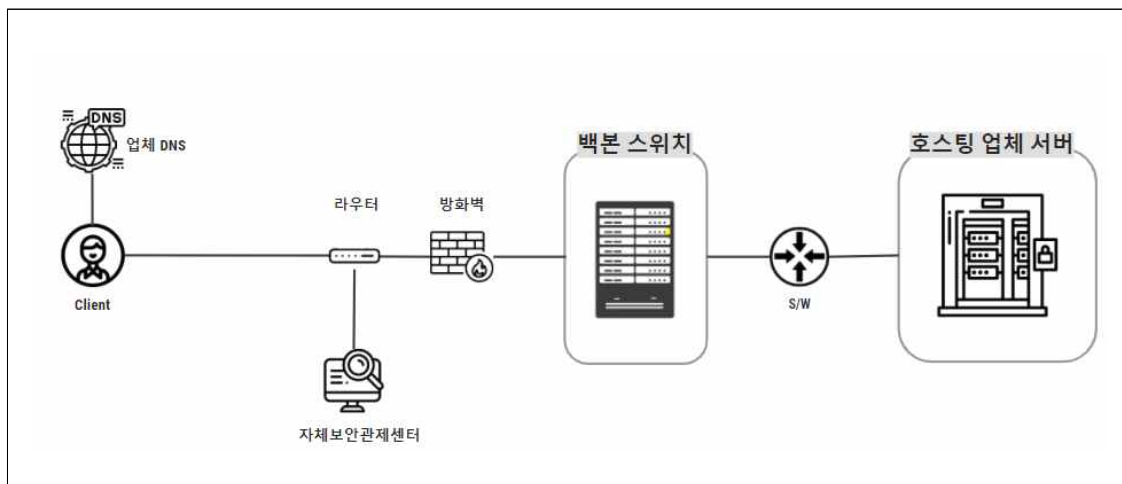 DNS
업체 DNS
백본 스위치
호스팅 업체 서버
라우터
방화벽
Client
S/W
자체보안관제센터